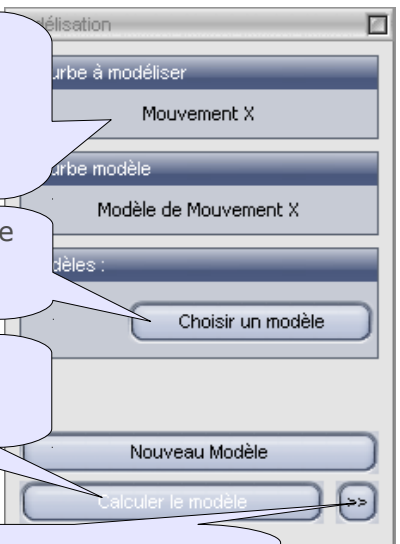 délisation
urbe à modéliser
Mouvement X
urbe modèle
Modèle de Mouvement X
e
dèles :
Choisir un modèle
Nouveau Modèle
Calculer le modèle
>>